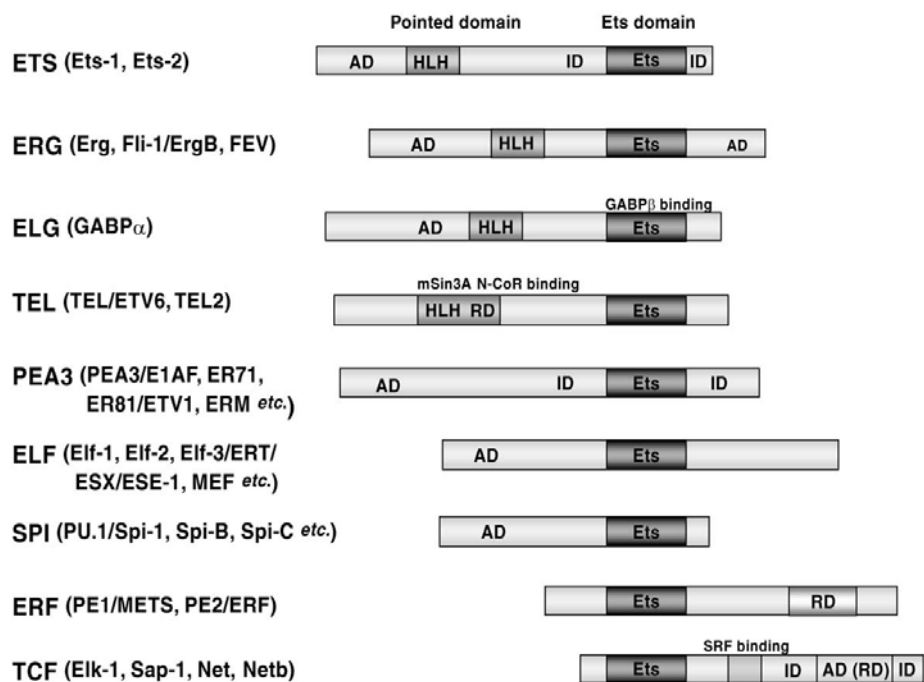 Pointed domain Ets domain
ETS (Ets-1, Ets-2) AD HLH ID Ets ID
ERG (Erg, Fli-1/ErgB, FEV) AD HLH Ets AD
GABPβ binding
ELG (GABPα) AD HLH Ets
mSin3A N-CoR binding
TEL (TEL/ETV6, TEL2) HLH RD Ets
PEA3 (PEA3/E1AF, ER71, AD ID Ets ID
ER81/ETV1, ERM etc.)
ELF (Elf-1, Elf-2, Elf-3/ERT/ AD Ets
ESX/ESE-1, MEF etc.)
SPI (PU.1/Spi-1, Spi-B, Spi-C etc.) AD Ets
ERF (PE1/METS, PE2/ERF) Ets RD
SRF binding
TCF (Elk-1, Sap-1, Net, Netb) Ets ID AD (RD) ID